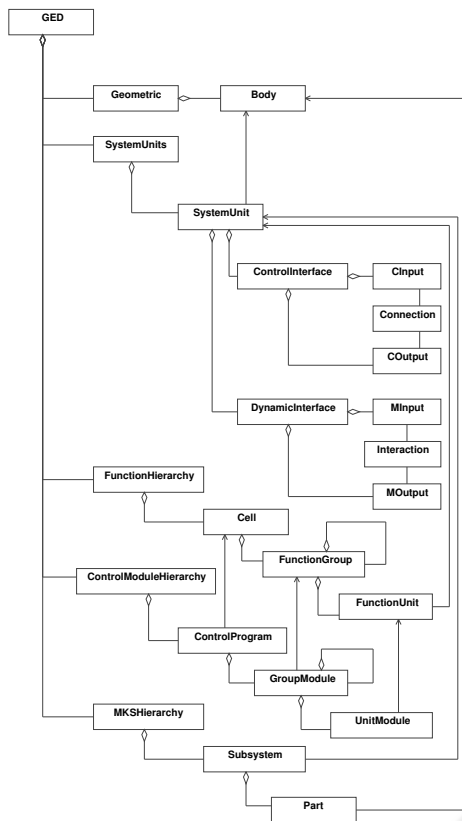 GED
Geometric
Body
SystemUnits
SystemUnit
ControlInterface
CInput
Connection
COutput
DynamicInterface
MInput
Interaction
MOutput
FunctionHierarchy
Cell
FunctionGroup
ControlModuleHierarchy
FunctionUnit
ControlProgram
GroupModule
UnitModule
MKSHierarchy
Subsystem
Part